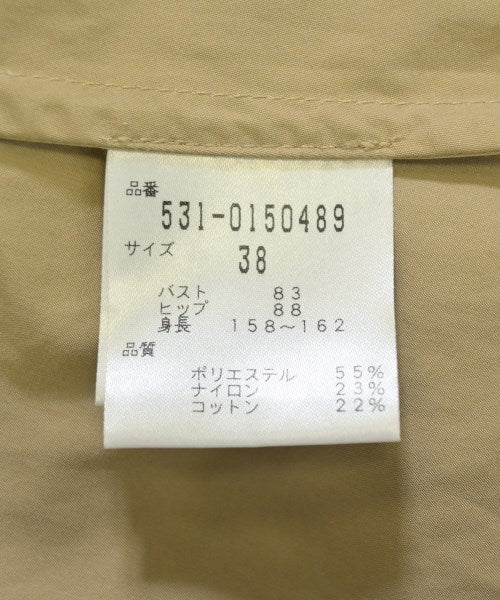 品番
531-0150489
サイズ
38
バスト 83
ヒップ 88
身長 158～162
品質
ポリエステル 55%
ナイロン 23%
コットン 22%